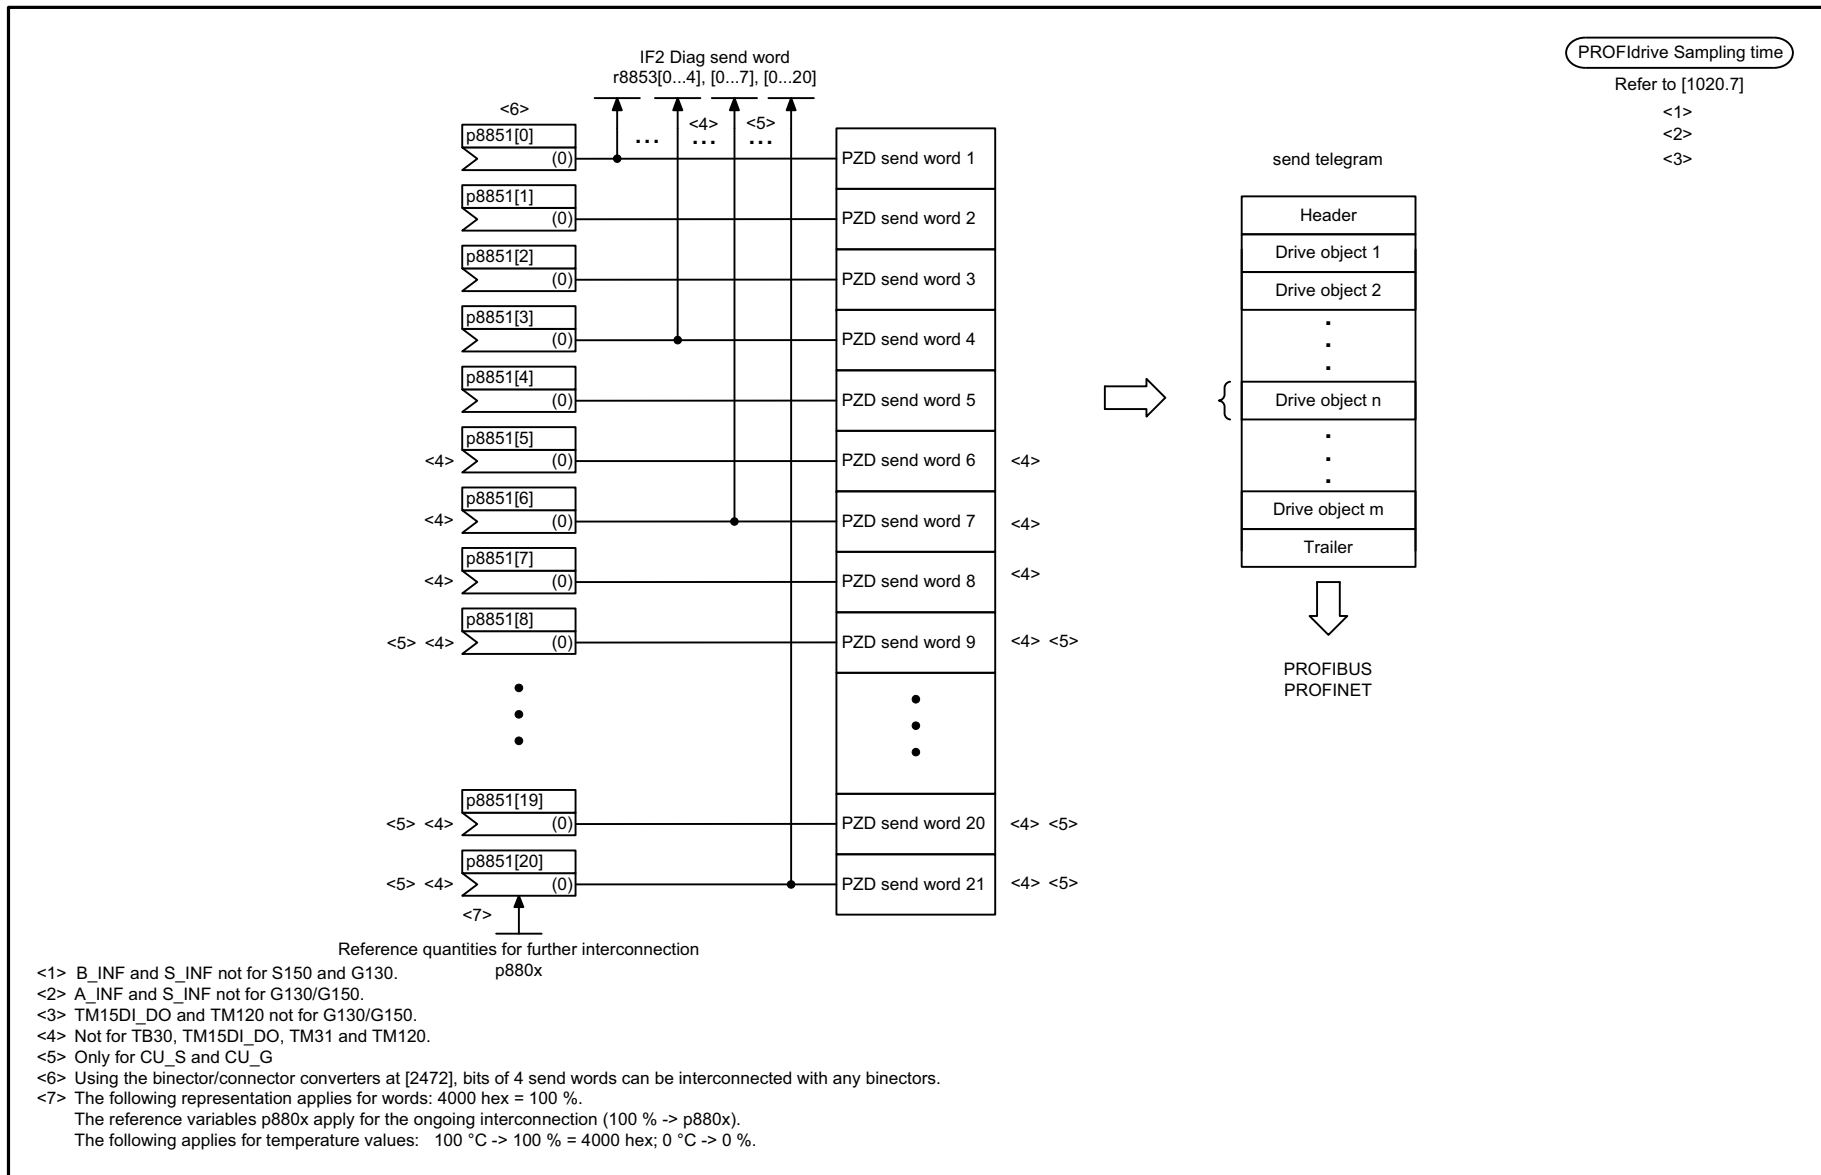 IF2 Diag send word
r8853[0...4], [0...7], [0...20]
PROFIdrive Sampling time
Refer to [1020.7]
<1>
<2>
<3>
<6>
... <4> ... <5> ...
p8851[0]
(0)
PZD send word 1
p8851[1]
(0)
PZD send word 2
p8851[2]
(0)
PZD send word 3
p8851[3]
(0)
PZD send word 4
p8851[4]
(0)
PZD send word 5
p8851[5]
<4> (0)
PZD send word 6 <4>
p8851[6]
<4> (0)
PZD send word 7 <4>
p8851[7]
<4> (0)
PZD send word 8 <4>
p8851[8]
<5> <4> (0)
PZD send word 9 <4> <5>
p8851[19]
<5> <4> (0)
PZD send word 20 <4> <5>
p8851[20]
<5> <4> (0)
PZD send word 21 <4> <5>
<7>
Reference quantities for further interconnection
p880x
send telegram
Header
Drive object 1
Drive object 2
Drive object n
Drive object m
Trailer
PROFIBUS
PROFINET
<1> B_INF and S_INF not for S150 and G130.
<2> A_INF and S_INF not for G130/G150.
<3> TM15DI_DO and TM120 not for G130/G150.
<4> Not for TB30, TM15DI_DO, TM31 and TM120.
<5> Only for CU_S and CU_G
<6> Using the binector/connector converters at [2472], bits of 4 send words can be interconnected with any binectors.
<7> The following representation applies for words: 4000 hex = 100 %.
The reference variables p880x apply for the ongoing interconnection (100 % -> p880x).
The following applies for temperature values: 100 °C -> 100 % = 4000 hex; 0 °C -> 0 %.